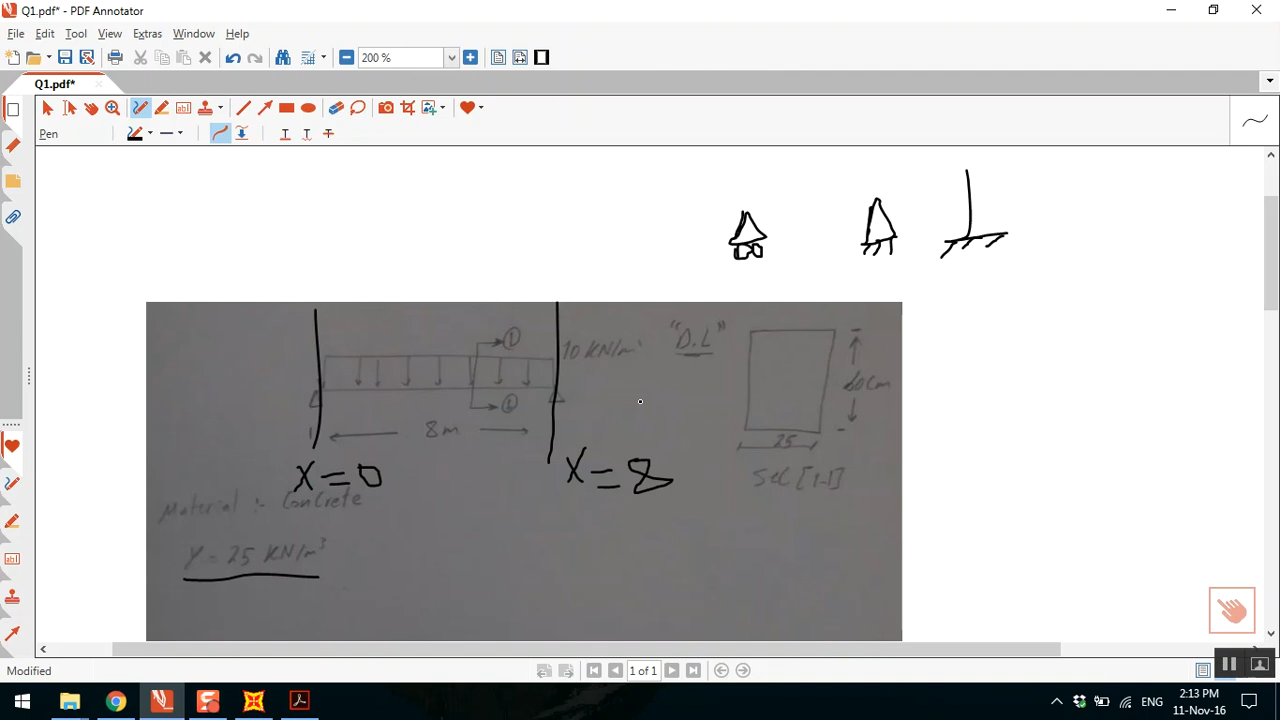 Q1.pdf* - PDF Annotator
File Edit Tool View Extras Window Help
200 %
Q1.pdf*
Pen
10 KN/m'
"D.L"
1
1
8 m
25
X=0
X=8
Sec [1-1]
Material :- Concrete
γ = 25 KN/m³
Modified
1 of 1
ENG
2:13 PM
11-Nov-16